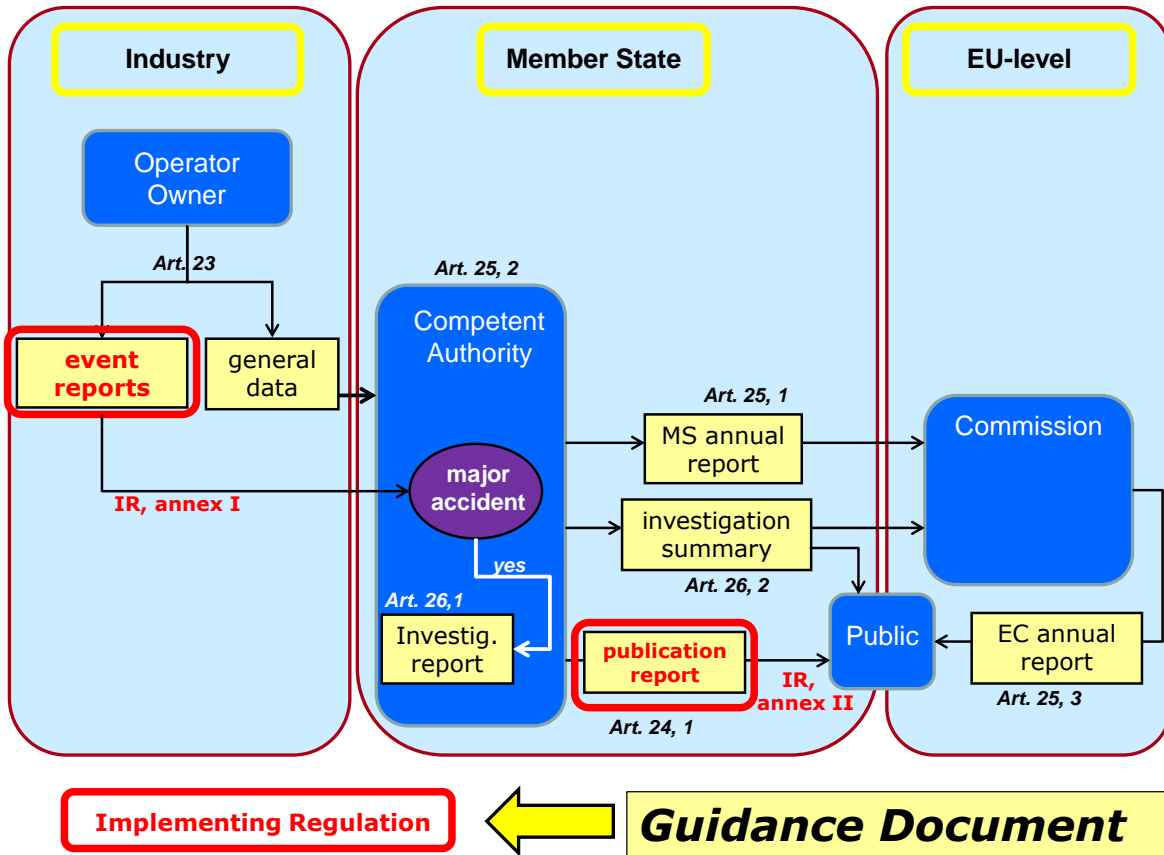 Industry
Member State
EU-level
Operator
Owner
Art. 23
event
reports
general
data
IR, annex I
Art. 25, 2
Competent
Authority
major
accident
yes
Art. 26,1
Investig.
report
Art. 25, 1
MS annual
report
investigation
summary
Art. 26, 2
publication
report
IR,
annex II
Art. 24, 1
Public
Commission
EC annual
report
Art. 25, 3
Implementing Regulation
Guidance Document